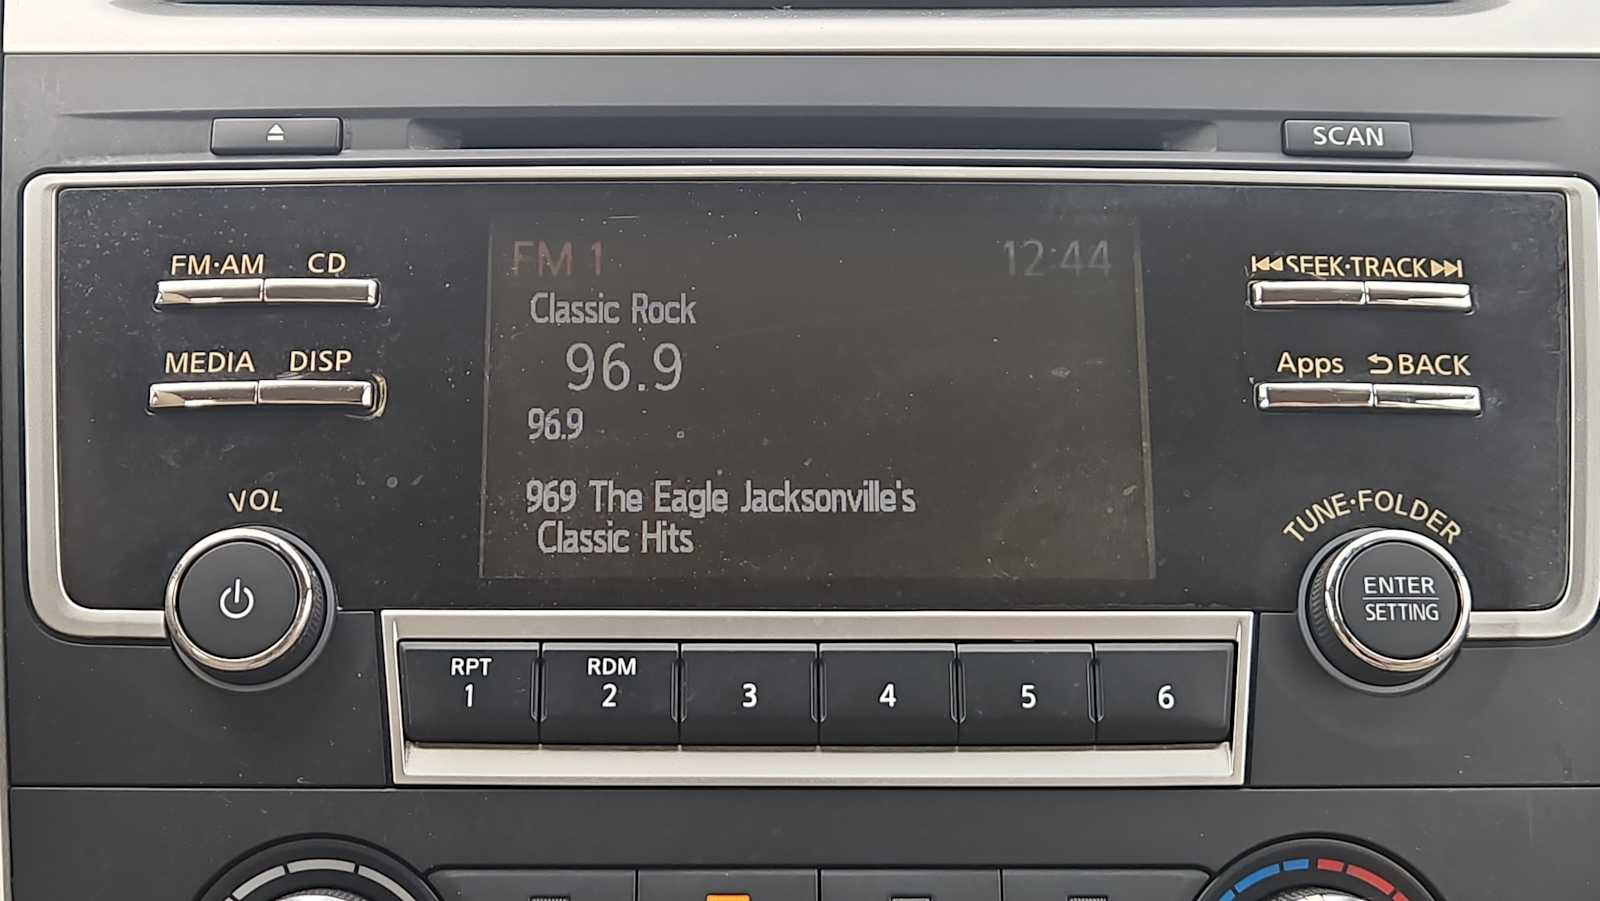 SCAN
FM·AM CD
FM 1 12:44
SEEK·TRACK
Classic Rock
96.9
MEDIA DISP
Apps BACK
96.9
VOL
969 The Eagle Jacksonville's
Classic Hits
TUNE·FOLDER
ENTER
SETTING
RPT RDM
1 2 3 4 5 6